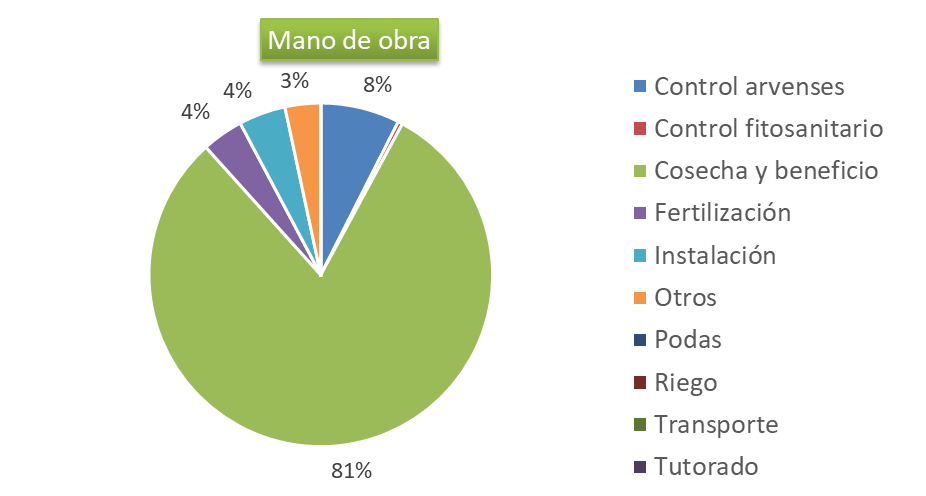 Mano de obra
3%
8%
4%
4%
81%
Control arvenses
Control fitosanitario
Cosecha y beneficio
Fertilización
Instalación
Otros
Podas
Riego
Transporte
Tutorado